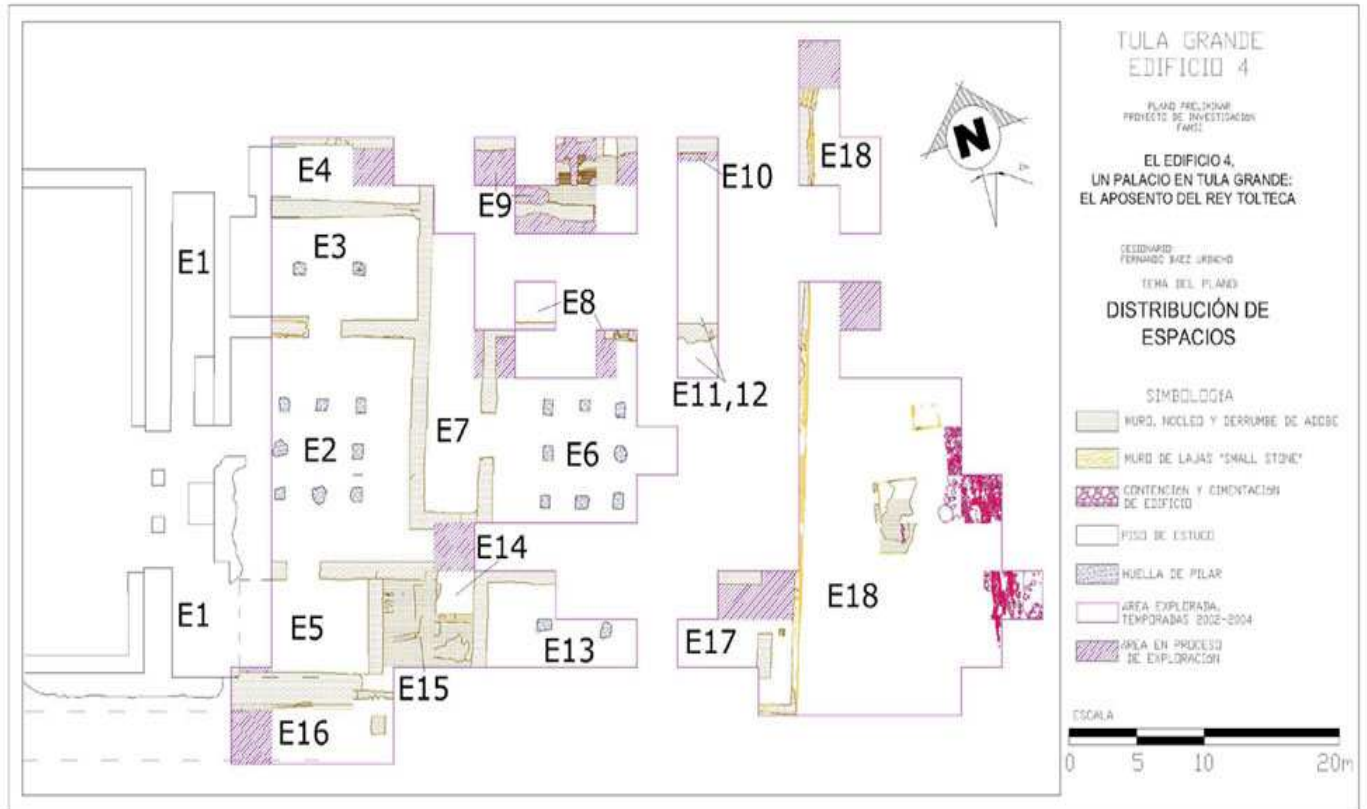 TULA GRANDE
EDIFICIO 4
PLANO PRELIMINAR
PROYECTO DE INVESTIGACION
FAMSI
EL EDIFICIO 4,
UN PALACIO EN TULA GRANDE:
EL APOSENTO DEL REY TOLTECA
FERNANDO BAEZ URINCHO
TEMA DEL PLANO
DISTRIBUCIÓN DE
ESPACIOS
SIMBOLOGIA
MURO, NUCLEO Y DERRUMBE DE ADOBE
MURO DE LAJAS "SMALL STONE"
CONTENCION Y CIMENTACION
DE EDIFICIO
PISO DE ESTUCO
HUELLA DE PILAR
AREA EXPLORADA,
TEMPORADAS 2002-2004
AREA EN PROCESO
DE EXPLORACION
ESCALA
0 5 10 20m
N
E4
E18
E10
E9
E3
E1
E8
E11,12
E7
E2
E6
E14
E18
E1
E5
E13
E17
E15
E16